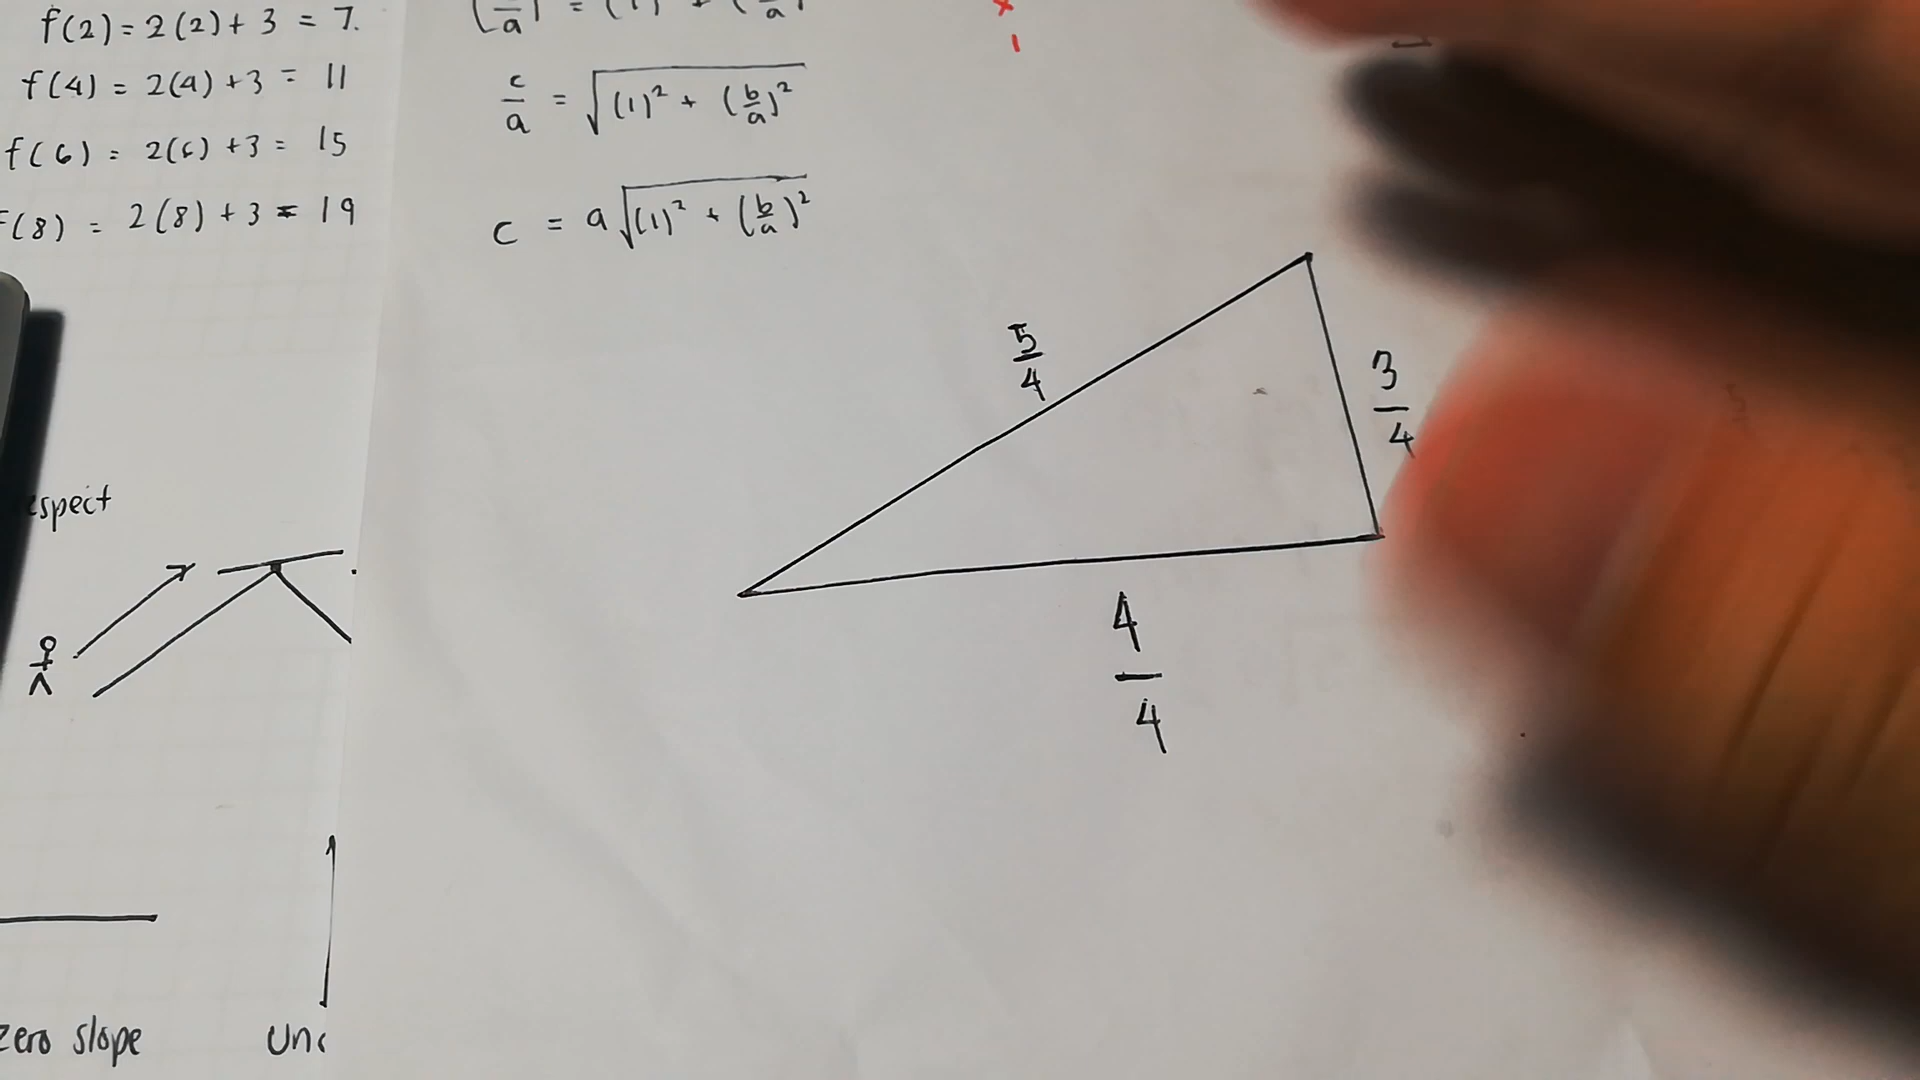 f(2) = 2(2) + 3 = 7.
f(4) = 2(4) + 3 = 11
f(6) = 2(6) + 3 = 15
(8) = 2(8) + 3 = 19
espect
zero slope
Un
c/a = √(1)² + (b/a)²
c = a√(1)² + (b/a)²
5/4
3/4
4/4